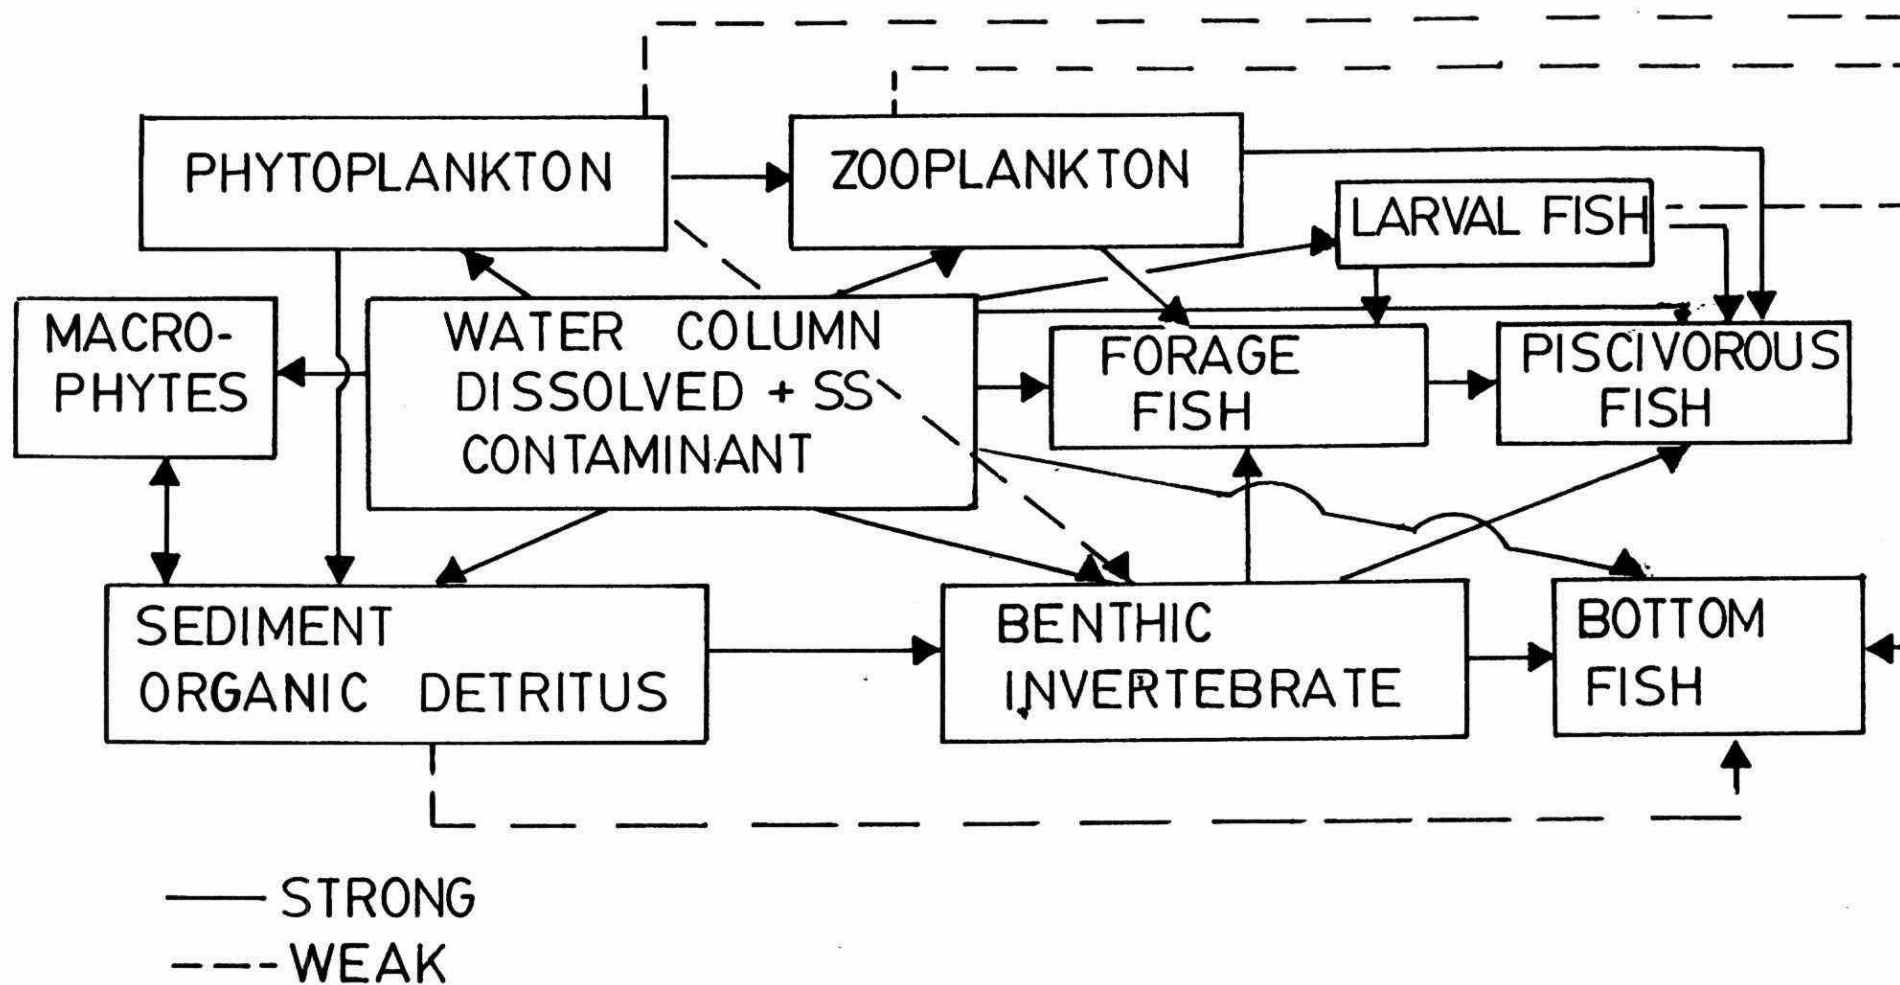 PHYTOPLANKTON
ZOOPLANKTON
LARVAL FISH
MACRO-
PHYTES
WATER COLUMN
DISSOLVED + SS
CONTAMINANT
FORAGE
FISH
PISCIVOROUS
FISH
SEDIMENT
ORGANIC DETRITUS
BENTHIC
INVERTEBRATE
BOTTOM
FISH
STRONG
WEAK